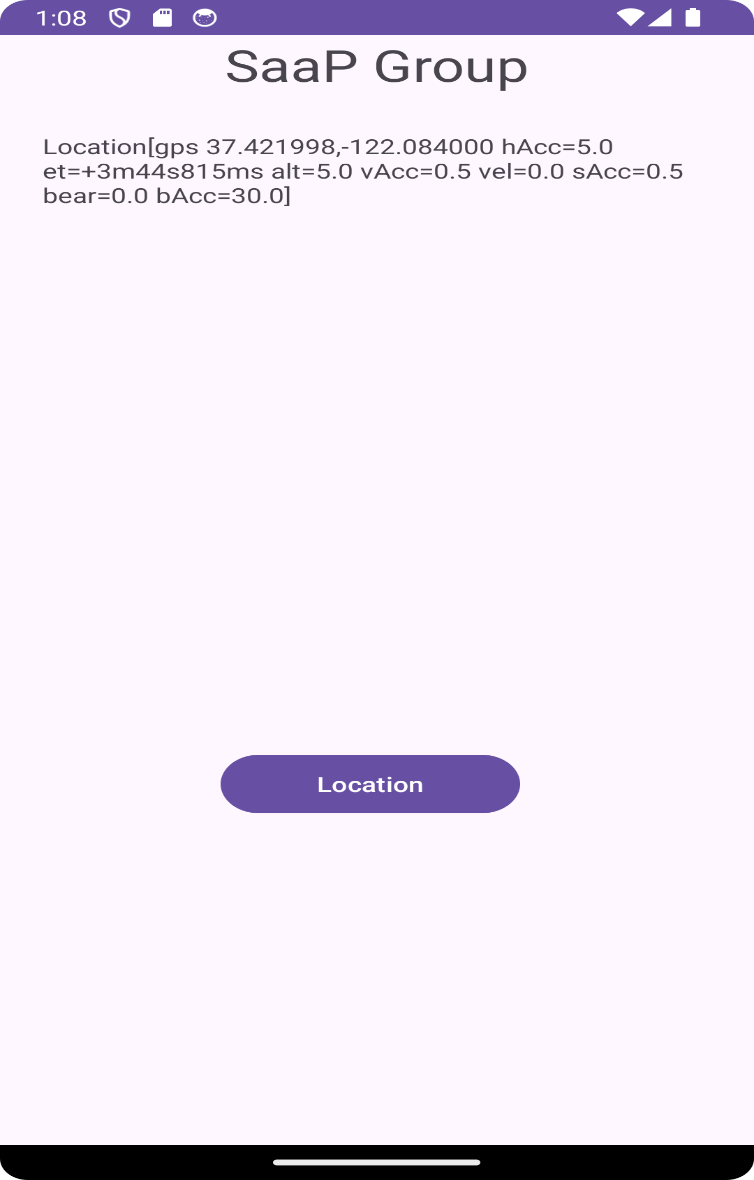 1:08
SaaP Group
Location[gps 37.421998,-122.084000 hAcc=5.0
et=+3m44s815ms alt=5.0 vAcc=0.5 vel=0.0 sAcc=0.5
bear=0.0 bAcc=30.0]
Location